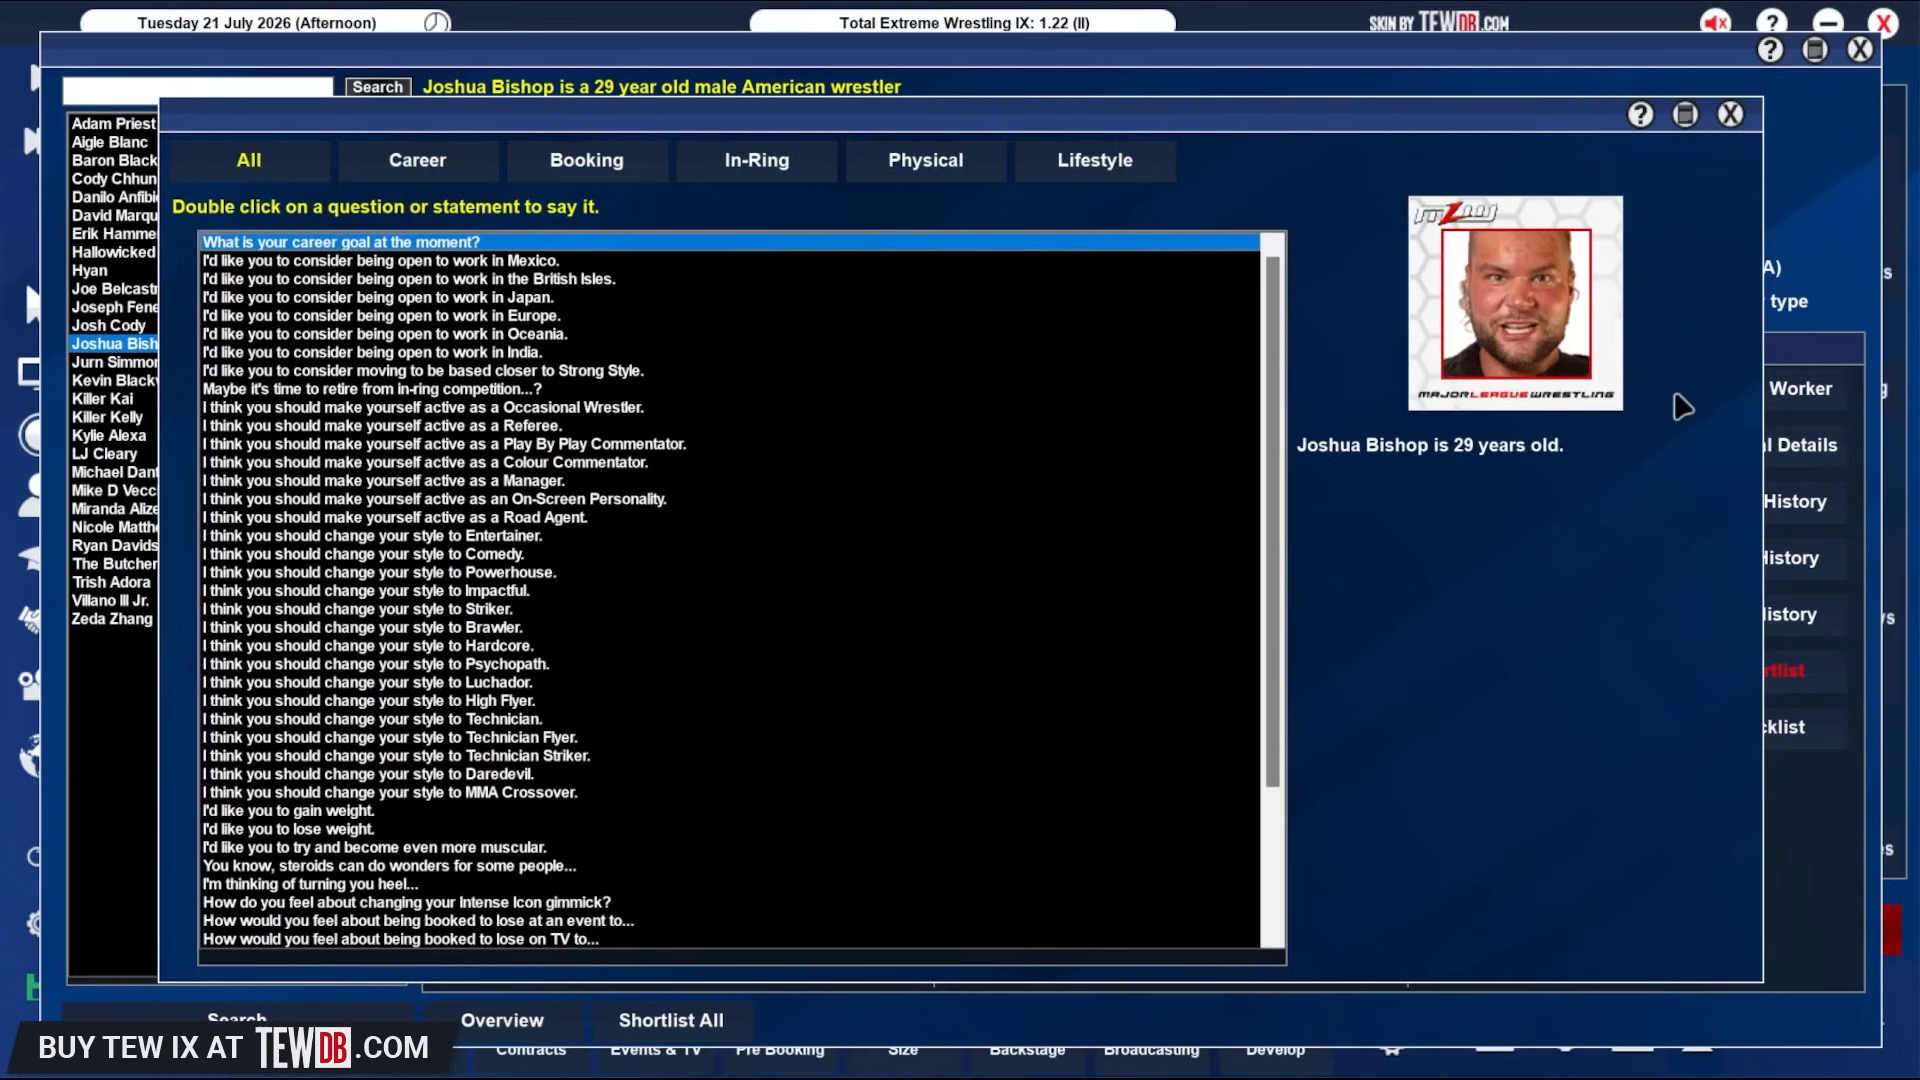 Tuesday 21 July 2026 (Afternoon)
Total Extreme Wrestling IX: 1.22 (II)
SKIN BY TEWDB.COM
Search
Joshua Bishop is a 29 year old male American wrestler
All
Career
Booking
In-Ring
Physical
Lifestyle
Double click on a question or statement to say it.
Adam Priest
Aigle Blanc
Baron Black
Cody Chhun
Danilo Anfibi
David Marqu
Erik Hamme
Hallowicked
Hyan
Joe Belcast
Joseph Fene
Josh Cody
Joshua Bish
Jurn Simmo
Kevin Blackw
Killer Kai
Killer Kelly
Kylie Alexa
LJ Cleary
Michael Dant
Mike D Vecc
Miranda Alize
Nicole Matth
Ryan Davids
The Butcher
Trish Adora
Villano III Jr.
Zeda Zhang
What is your career goal at the moment?
I'd like you to consider being open to work in Mexico.
I'd like you to consider being open to work in the British Isles.
I'd like you to consider being open to work in Japan.
I'd like you to consider being open to work in Europe.
I'd like you to consider being open to work in Oceania.
I'd like you to consider being open to work in India.
I'd like you to consider moving to be based closer to Strong Style.
Maybe it's time to retire from in-ring competition...?
I think you should make yourself active as a Occasional Wrestler.
I think you should make yourself active as a Referee.
I think you should make yourself active as a Play By Play Commentator.
I think you should make yourself active as a Colour Commentator.
I think you should make yourself active as a Manager.
I think you should make yourself active as an On-Screen Personality.
I think you should make yourself active as a Road Agent.
I think you should change your style to Entertainer.
I think you should change your style to Comedy.
I think you should change your style to Powerhouse.
I think you should change your style to Impactful.
I think you should change your style to Striker.
I think you should change your style to Brawler.
I think you should change your style to Hardcore.
I think you should change your style to Psychopath.
I think you should change your style to Luchador.
I think you should change your style to High Flyer.
I think you should change your style to Technician.
I think you should change your style to Technician Flyer.
I think you should change your style to Technician Striker.
I think you should change your style to Daredevil.
I think you should change your style to MMA Crossover.
I'd like you to gain weight.
I'd like you to lose weight.
I'd like you to try and become even more muscular.
You know, steroids can do wonders for some people...
I'm thinking of turning you heel...
How do you feel about changing your Intense Icon gimmick?
How would you feel about being booked to lose at an event to...
How would you feel about being booked to lose on TV to...
MAJORLEAGUEWRESTLING
Joshua Bishop is 29 years old.
A)
type
Worker
l Details
History
History
istory
rtlist
klist
Search
Overview
Shortlist All
BUY TEW IX AT TEWDB.COM
Contracts
Events & TV
Pre Booking
Size
Backstage
Broadcasting
Develop